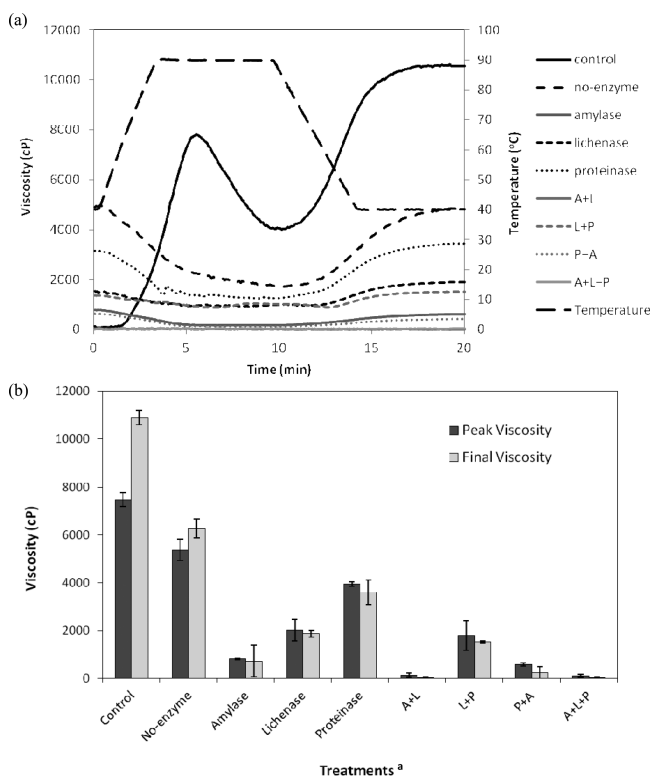 (a)
12000
10000
8000
6000
4000
2000
0
Viscosity (cP)
100
90
80
70
60
50
40
30
20
10
0
Temperature (°C)
0
5
10
15
20
Time (min)
control
no-enzyme
amylase
lichenase
proteinase
A+L
L+P
P-A
A+L-P
Temperature
(b)
12000
10000
8000
6000
4000
2000
0
Viscosity (cP)
Peak Viscosity
Final Viscosity
Control
No-enzyme
Amylase
Lichenase
Proteinase
A+L
L+P
P+A
A+L+P
Treatments a